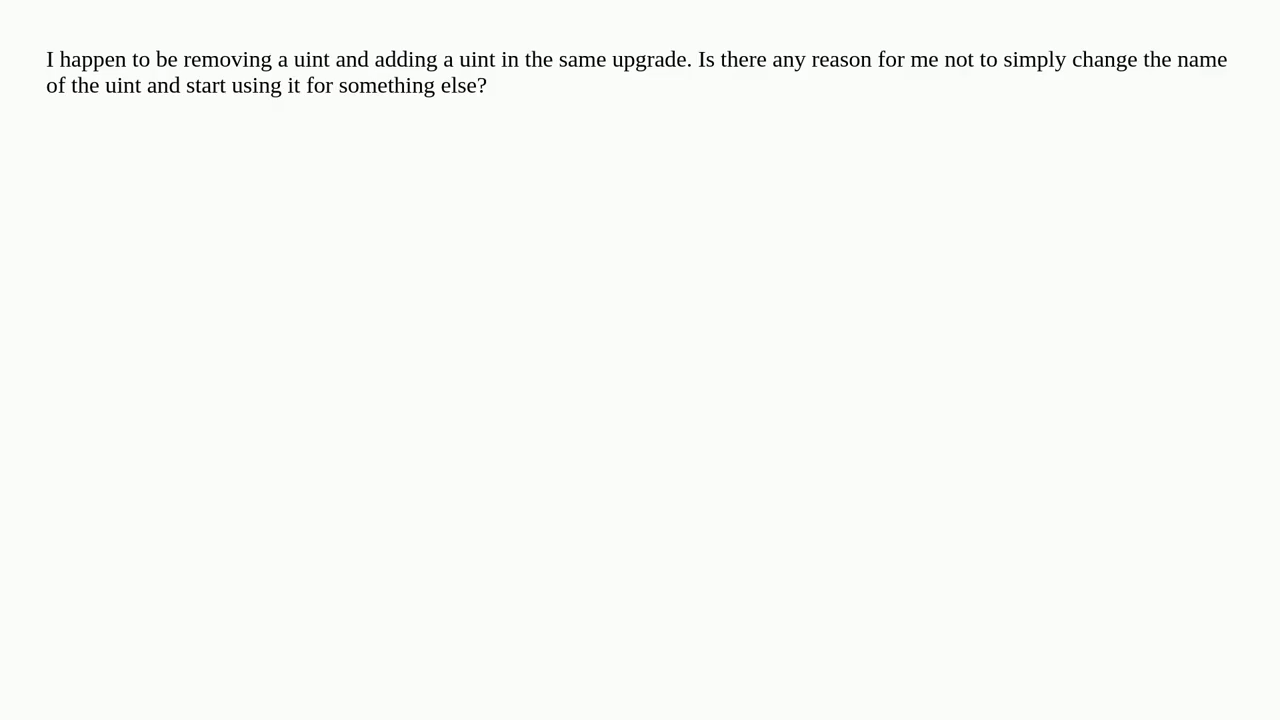 I happen to be removing a uint and adding a uint in the same upgrade. Is there any reason for me not to simply change the name
of the uint and start using it for something else?